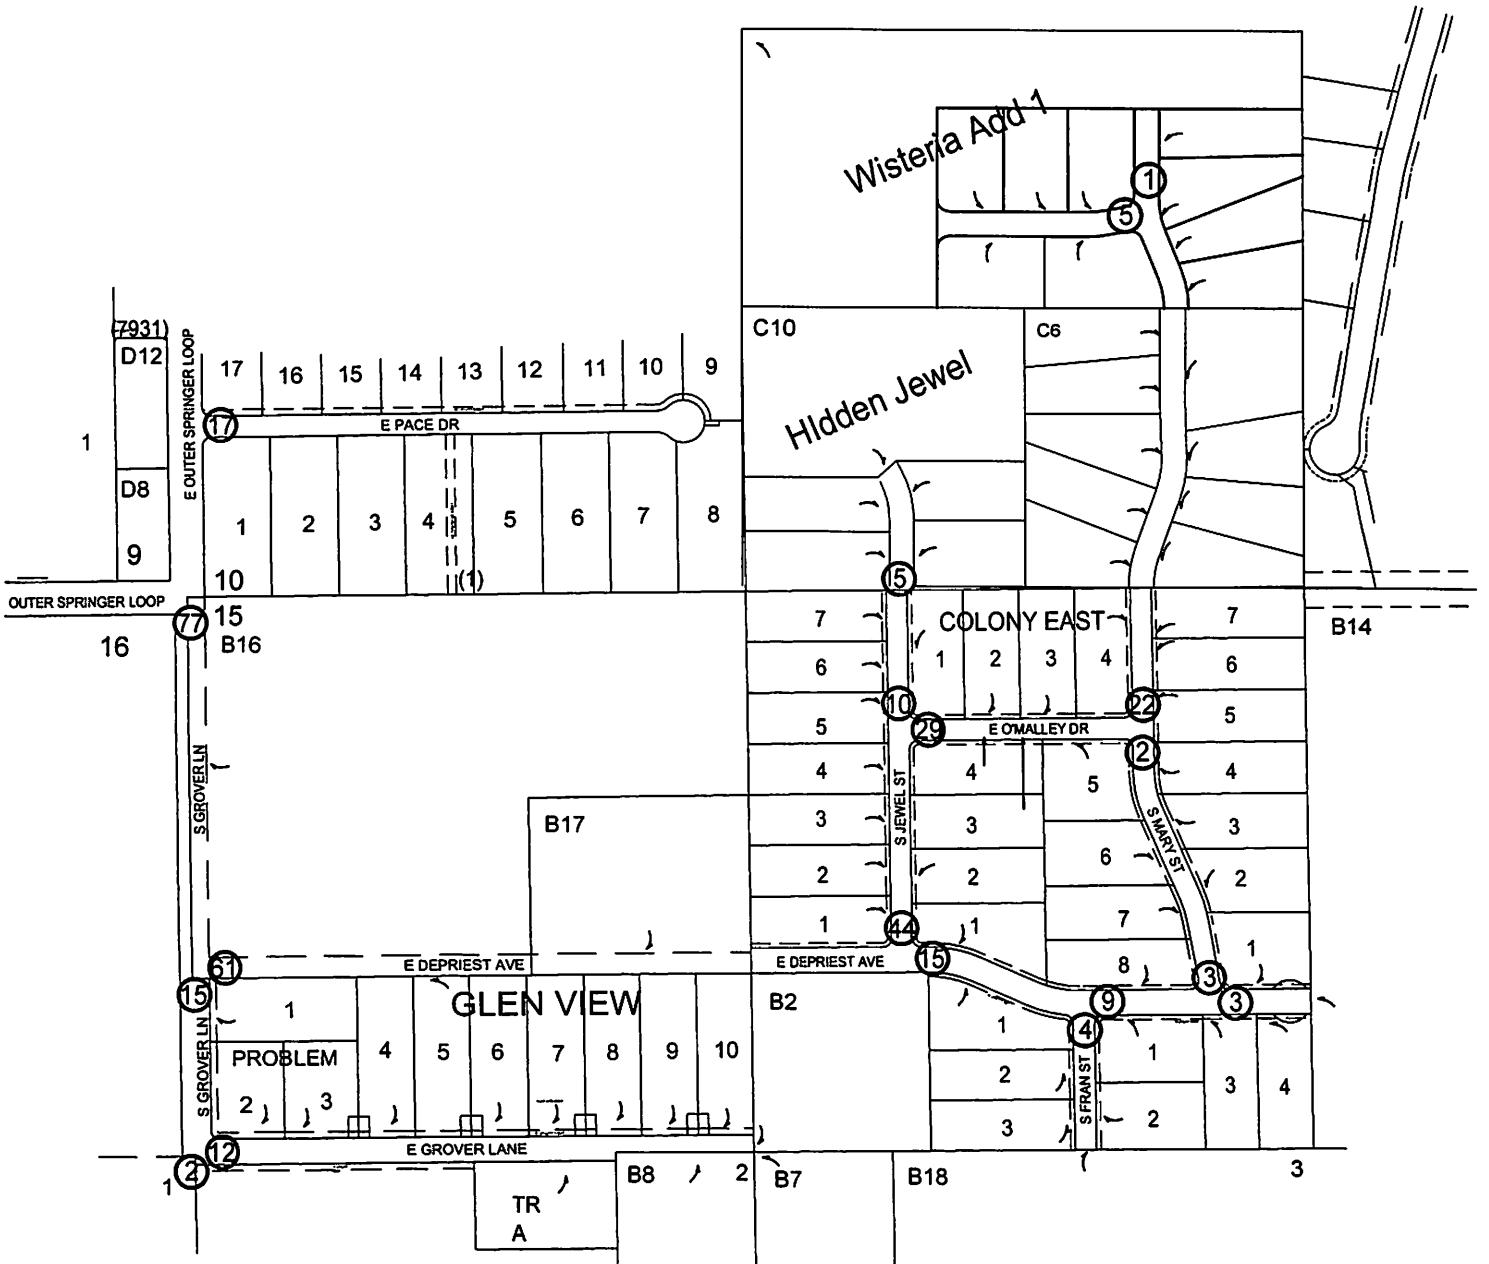 Wisteria Add 1
1
5
C10
C6
HIdden Jewel
(7931)
D12
1
D8
9
E OUTER SPRINGER LOOP
17
16
15
14
13
12
11
10
9
17
E PACE DR
1
2
3
4
5
6
7
8
10
(1)
OUTER SPRINGER LOOP
77
15
16
B16
5
COLONY EAST
7
1
2
3
4
7
B14
6
6
10
22
5
29
E O'MALLEY DR
5
2
4
4
5
4
S GROVER LN
B17
3
S JEWEL ST
3
S MARY ST
3
6
2
2
2
1
44
1
7
1
61
E DEPRIEST AVE
E DEPRIEST AVE
15
8
3
15
1
GLEN VIEW
B2
9
3
1
4
S GROVER LN
PROBLEM
4
5
6
7
8
9
10
1
2
S FRAN ST
3
4
2
3
3
2
12
E GROVER LANE
2
1
TR
A
B8
2
B7
B18
3